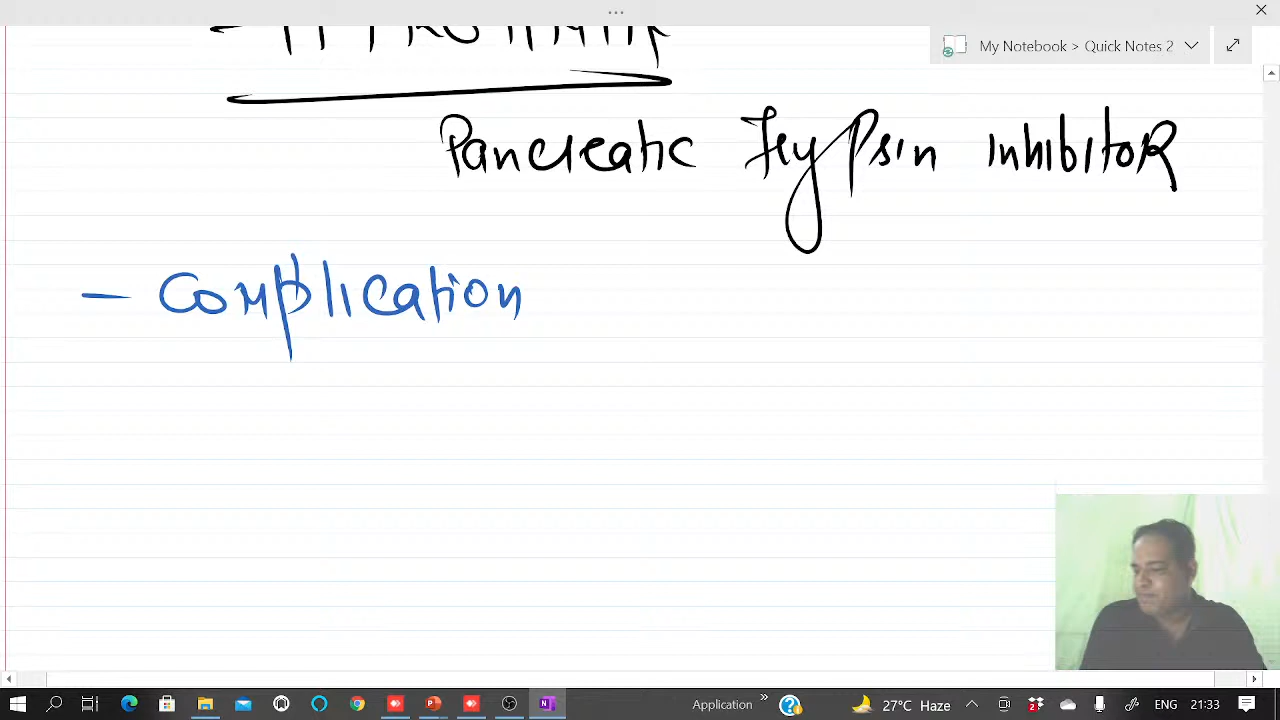 My Notebook > Quick Notes 2
Pancreatic Trypsin inhibitor
– Complication
Application
27°C Haze
ENG
21:33